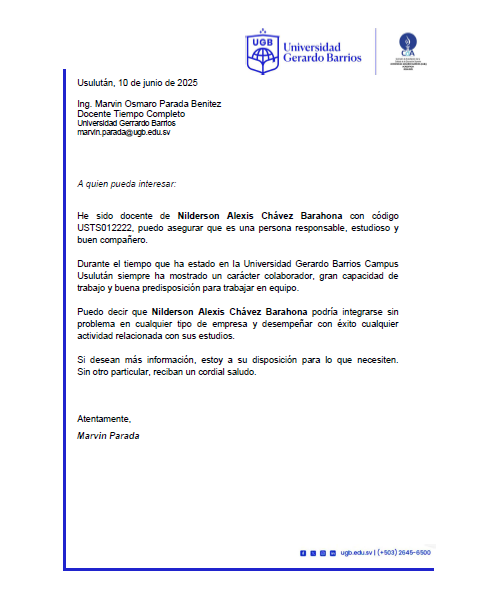 UGB
Universidad
Gerardo Barrios
Usulután, 10 de junio de 2025
Ing. Marvin Osmaro Parada Benitez
Docente Tiempo Completo
Universidad Gerrardo Barrios
marvin.parada@ugb.edu.sv
A quien pueda interesar:
He sido docente de Nilderson Alexis Chávez Barahona con código
USTS012222, puedo asegurar que es una persona responsable, estudioso y
buen compañero.
Durante el tiempo que ha estado en la Universidad Gerardo Barrios Campus
Usulután siempre ha mostrado un carácter colaborador, gran capacidad de
trabajo y buena predisposición para trabajar en equipo.
Puedo decir que Nilderson Alexis Chávez Barahona podría integrarse sin
problema en cualquier tipo de empresa y desempeñar con éxito cualquier
actividad relacionada con sus estudios.
Si desean más información, estoy a su disposición para lo que necesiten.
Sin otro particular, reciban un cordial saludo.
Atentamente,
Marvin Parada
ugb.edu.sv | (+503) 2645-6500